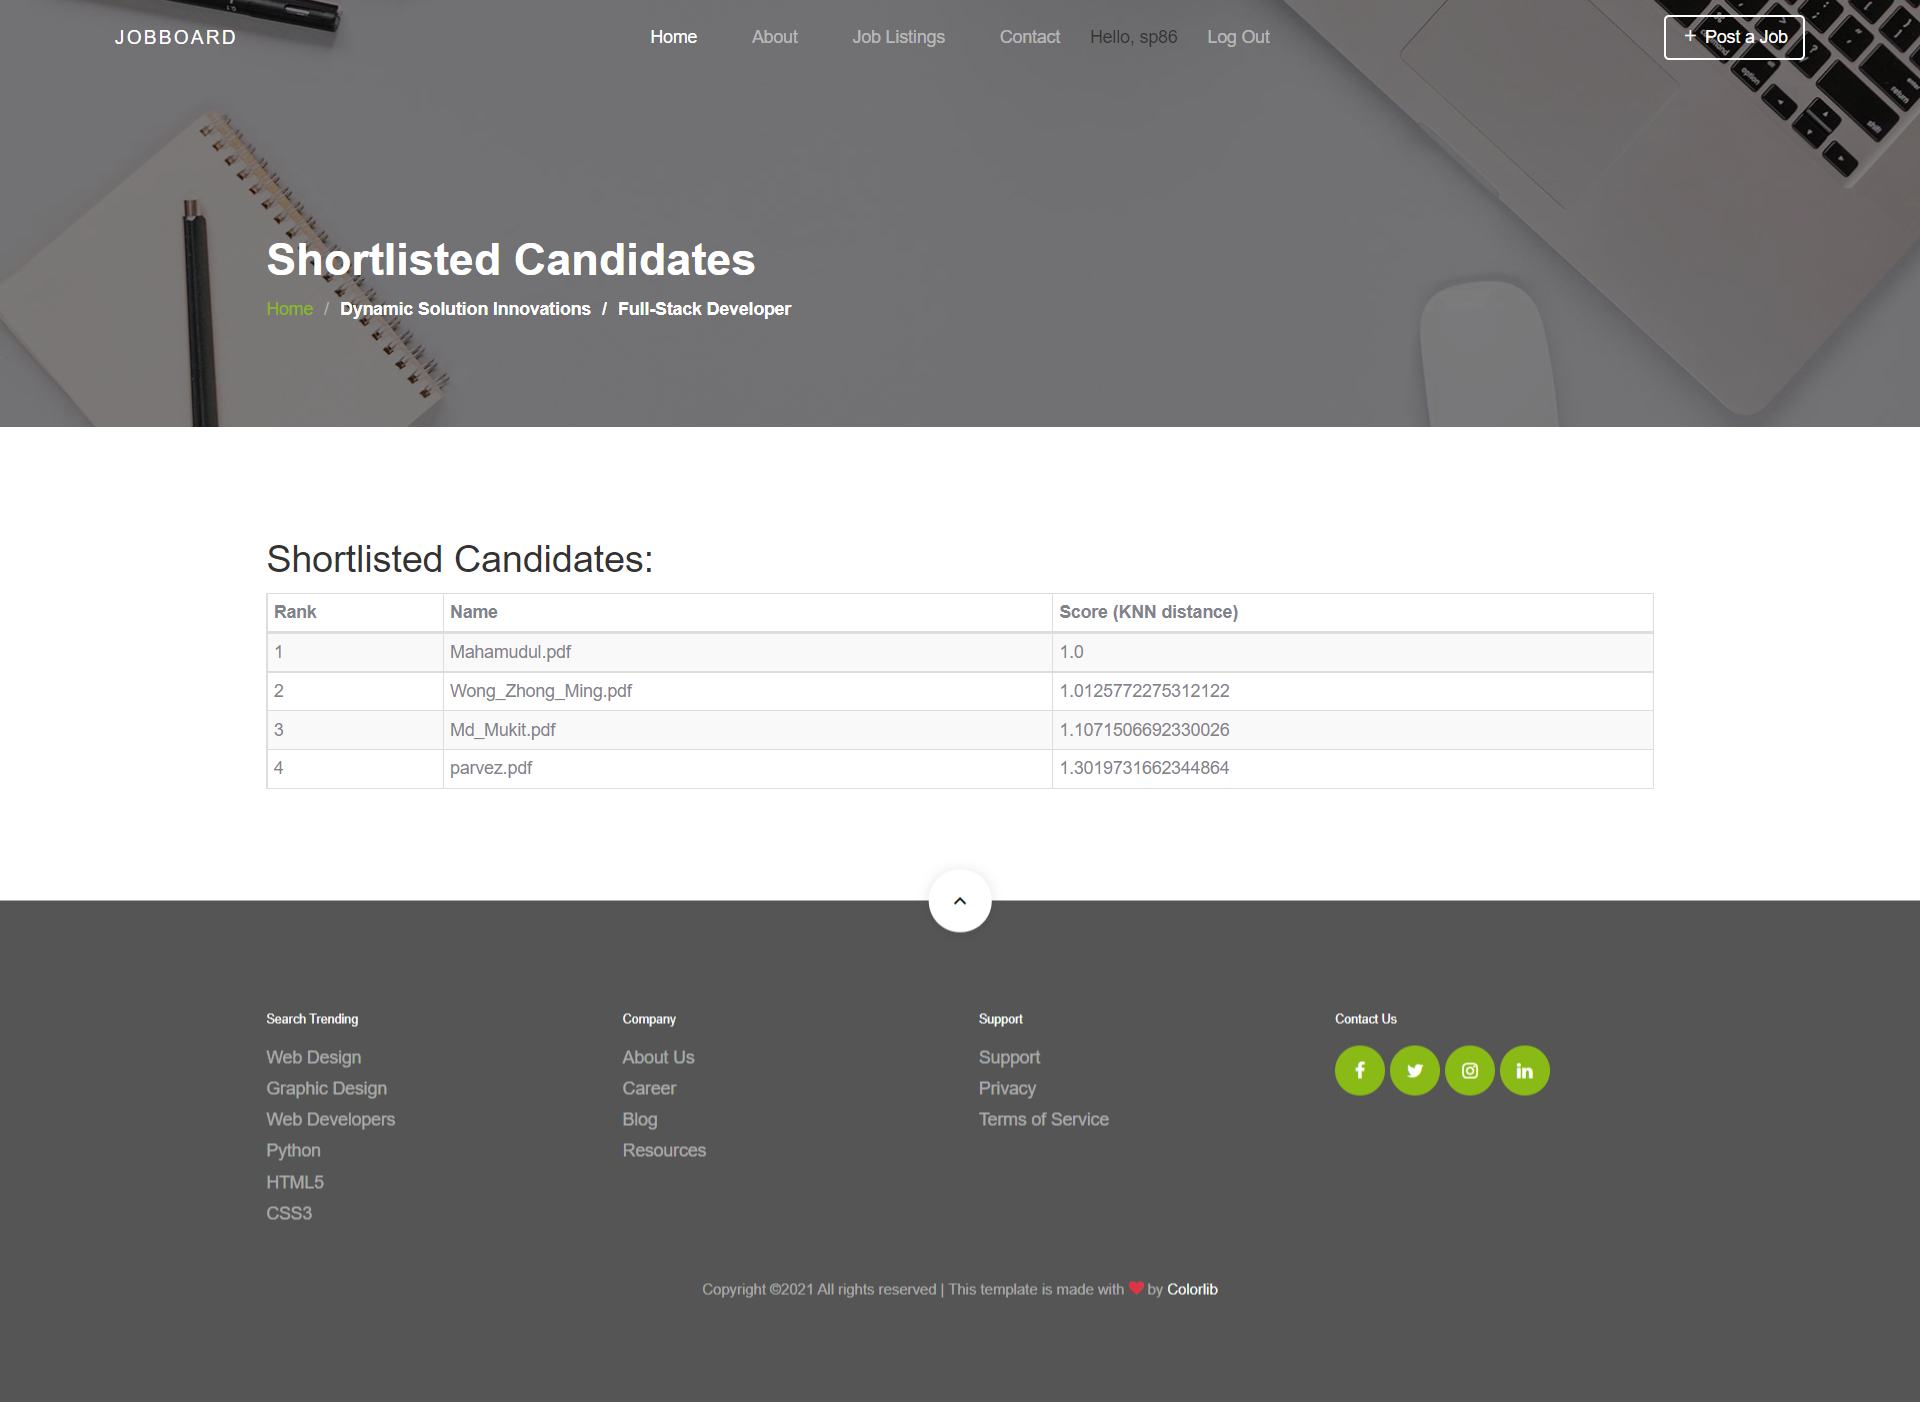 JOBBOARD
Home About Job Listings Contact Hello, sp86 Log Out
+ Post a Job
Shortlisted Candidates
Home / Dynamic Solution Innovations / Full-Stack Developer
Shortlisted Candidates:
Rank Name Score (KNN distance)
1 Mahamudul.pdf 1.0
2 Wong_Zhong_Ming.pdf 1.0125772275312122
3 Md_Mukit.pdf 1.1071506692330026
4 parvez.pdf 1.3019731662344864
Search Trending
Web Design
Graphic Design
Web Developers
Python
HTML5
CSS3
Company
About Us
Career
Blog
Resources
Support
Support
Privacy
Terms of Service
Contact Us
Copyright ©2021 All rights reserved | This template is made with ❤ by Colorlib